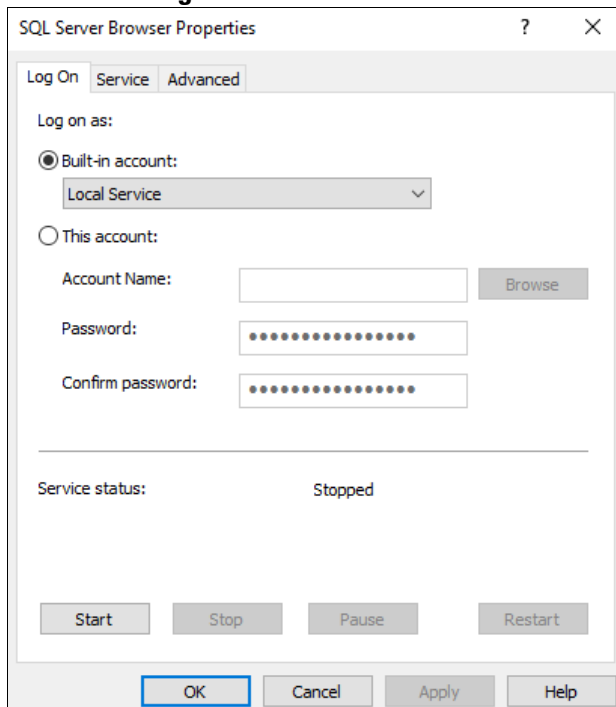 SQL Server Browser Properties ? ×
Log On Service Advanced
Log on as:
Built-in account:
Local Service
This account:
Account Name: Browse
Password: ●●●●●●●●●●●●●●●●
Confirm password: ●●●●●●●●●●●●●●●●
Service status: Stopped
Start Stop Pause Restart
OK Cancel Apply Help